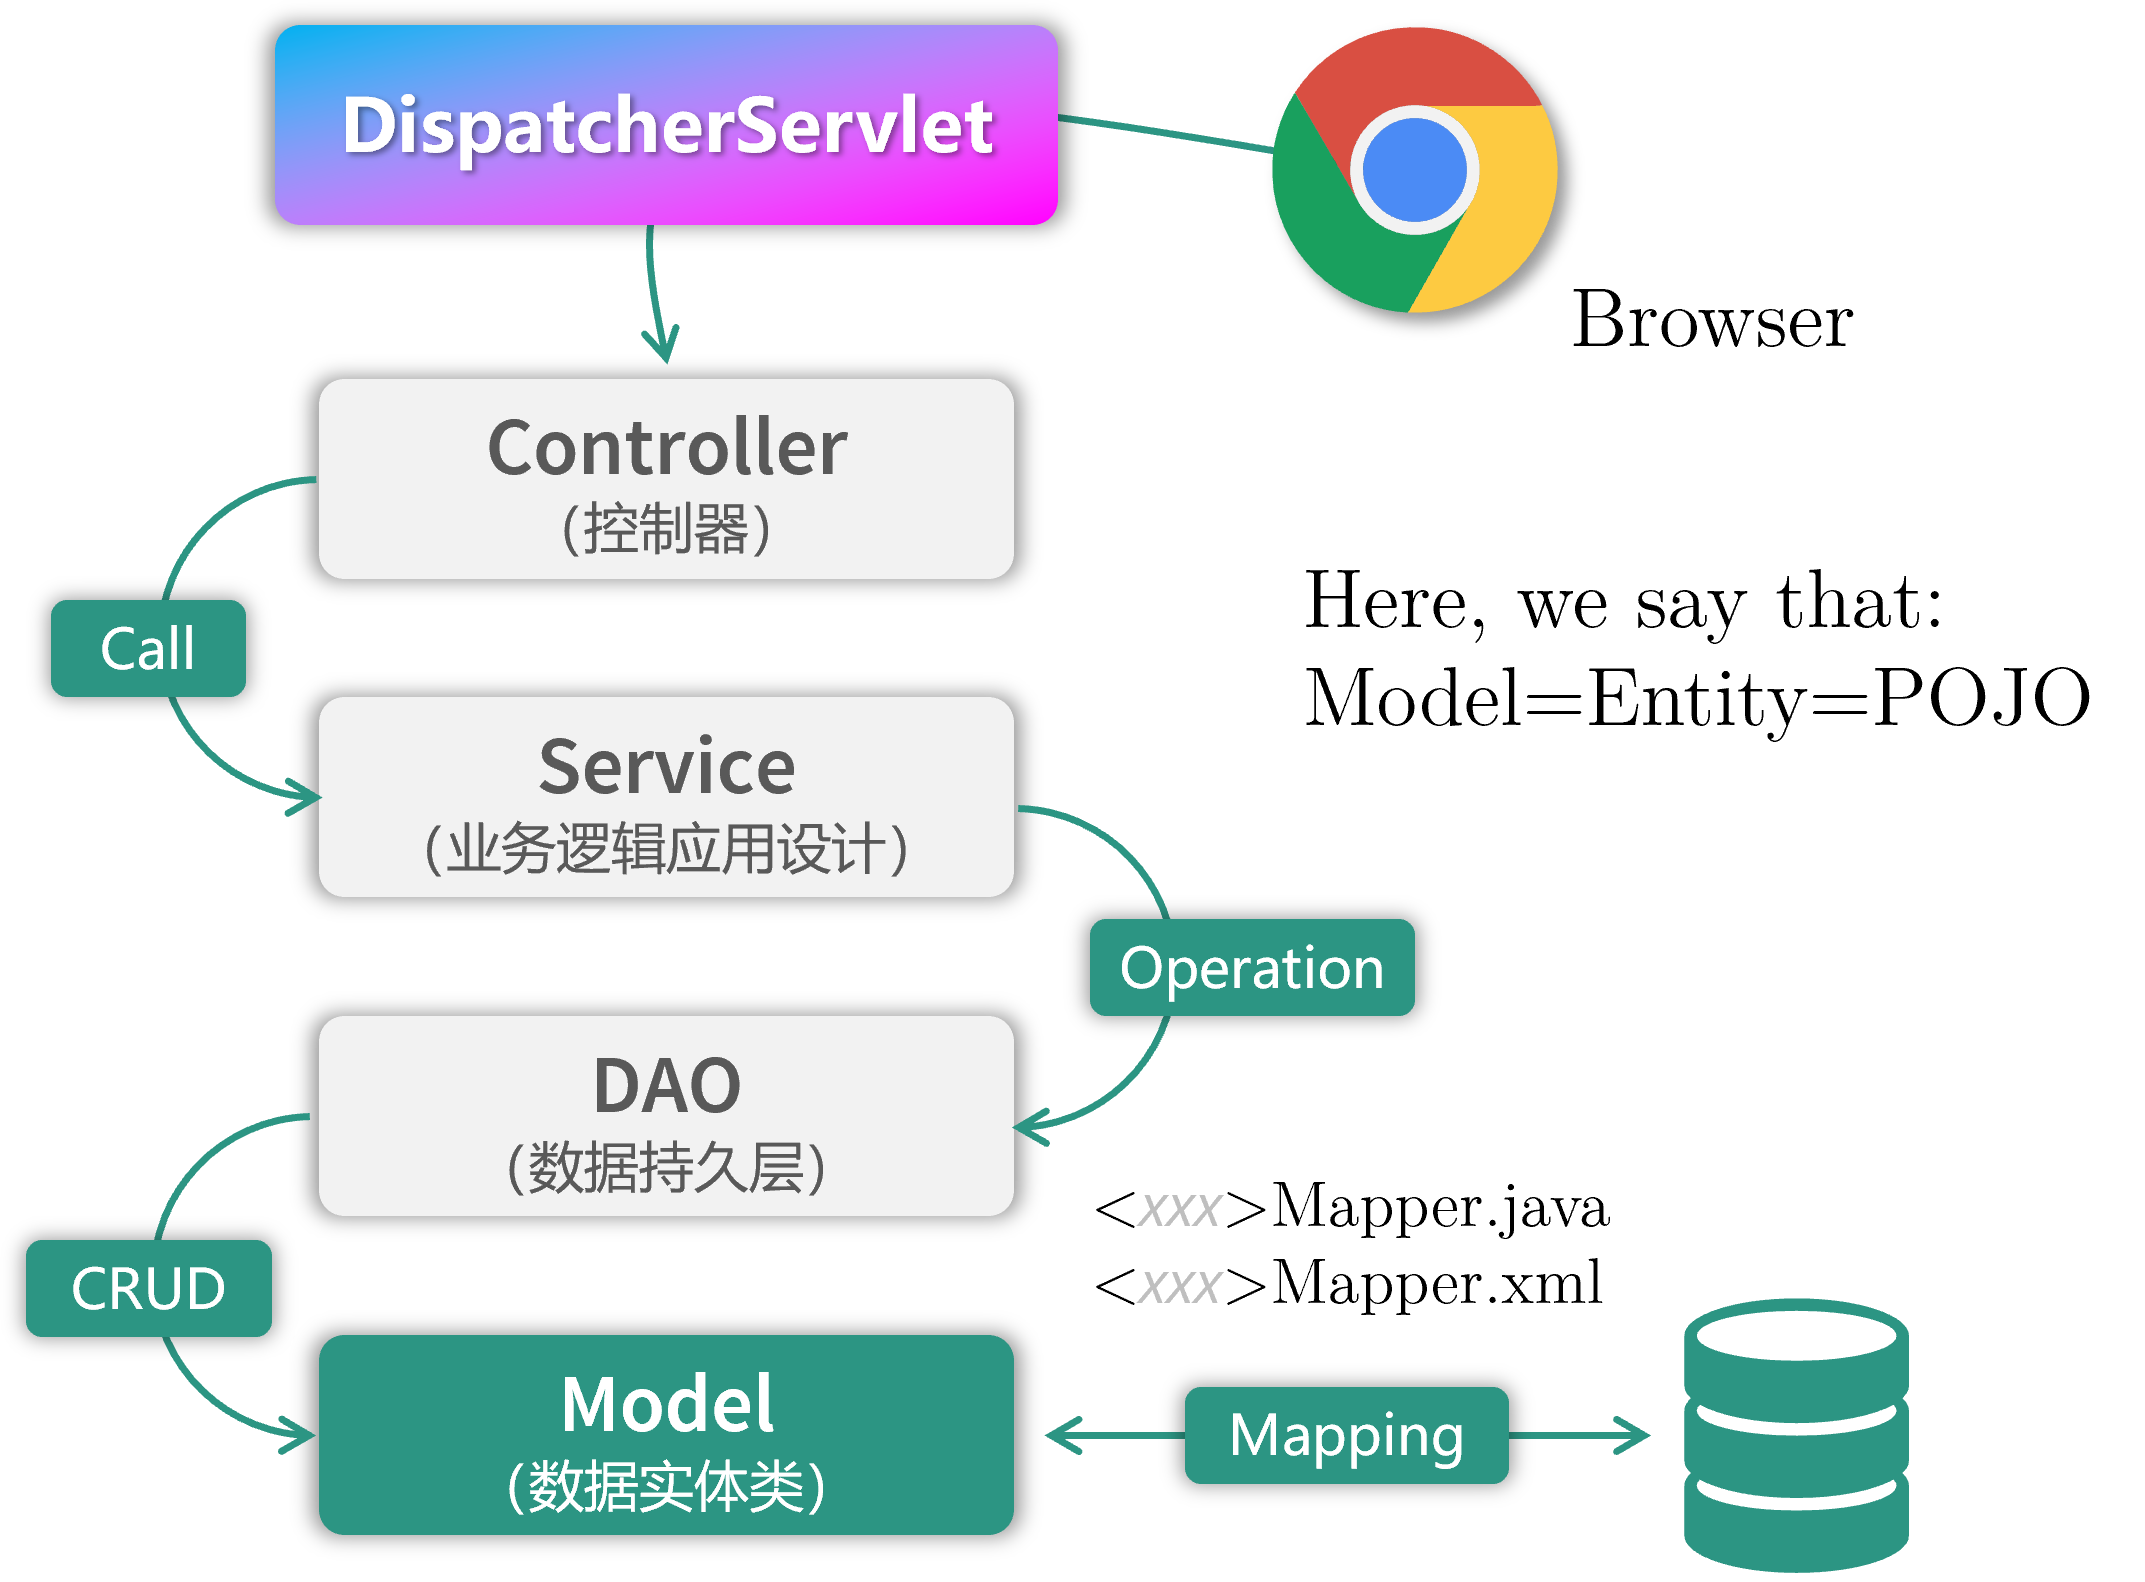 DispatcherServlet
Browser
Controller
（控制器）
Call
Here, we say that:
Model=Entity=POJO
Service
（业务逻辑应用设计）
Operation
DAO
（数据持久层）
<xxx>Mapper.java
<xxx>Mapper.xml
CRUD
Model
（数据实体类）
Mapping